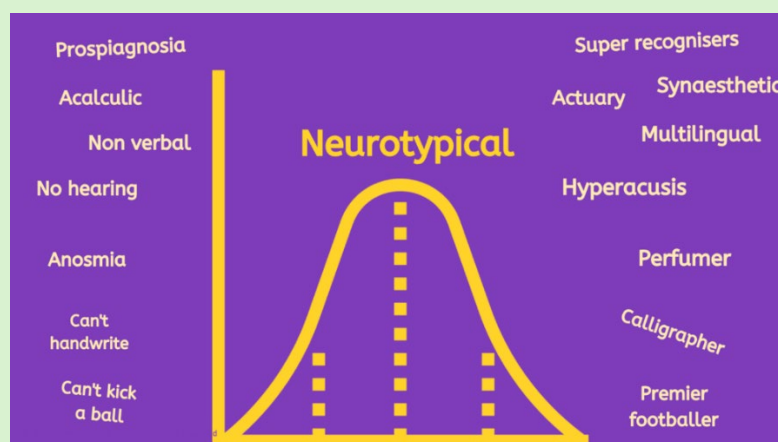 Prospiagnosia
Acalculic
Non verbal
No hearing
Anosmia
Can't
handwrite
Can't kick
a ball
Neurotypical
Super recognisers
Actuary
Synaesthetic
Multilingual
Hyperacusis
Perfumer
Calligrapher
Premier
footballer